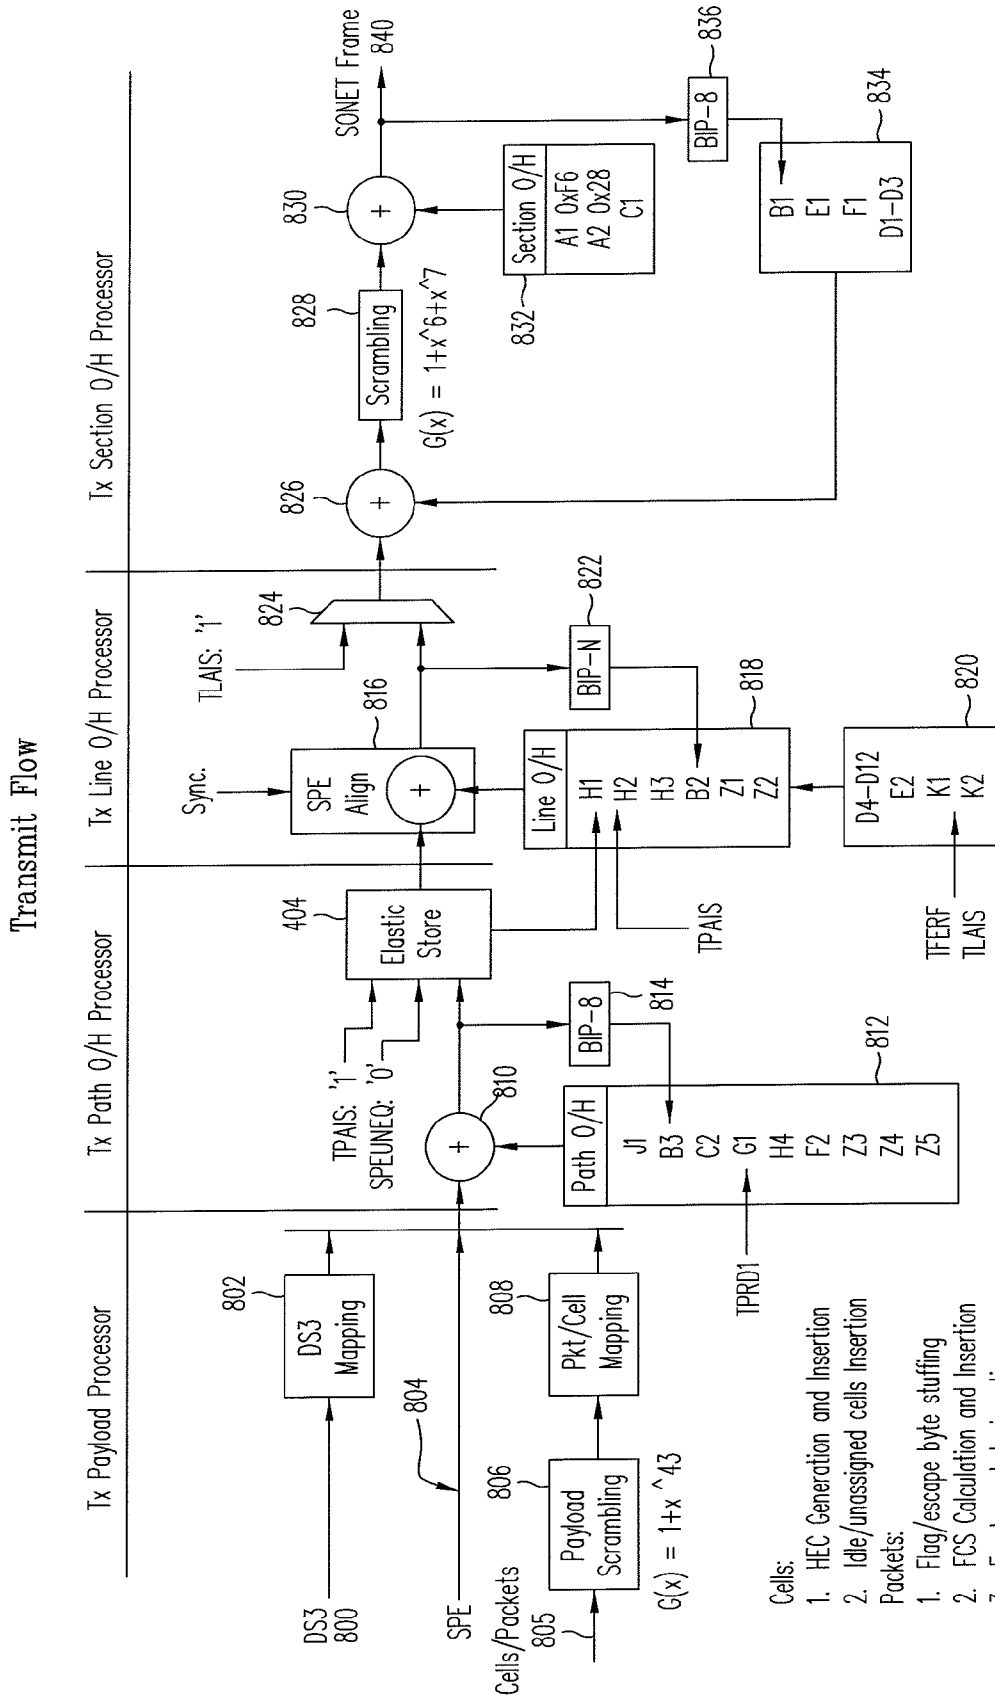 Transmit Flow
Tx Payload Processor
Tx Path O/H Processor
Tx Line O/H Processor
Tx Section O/H Processor
DS3
800
802
DS3
Mapping
SPE
804
Cells/Packets
805
806
Payload
Scrambling
G(x) = 1+x ^43
808
Pkt/Cell
Mapping
Cells:
1. HEC Generation and Insertion
2. Idle/unassigned cells Insertion
Packets:
1. Flag/escape byte stuffing
2. FCS Calculation and Insertion
TPAIS: '1'
SPEUNEQ: '0'
810
404
Elastic
Store
BIP-8
814
Path O/H
J1
B3
C2
G1
H4
F2
Z3
Z4
Z5
812
TPRD1
Sync.
SPE
Align
816
TLAIS: '1'
824
BIP-N
822
Line O/H
H1
H2
H3
B2
Z1
Z2
818
TPAIS
D4-D12
E2
K1
K2
820
TFERF
TLAIS
826
Scrambling
828
G(x) = 1+x^6+x^7
830
SONET Frame
840
Section O/H
A1 0xF6
A2 0x28
C1
832
BIP-8
836
B1
E1
F1
D1-D3
834